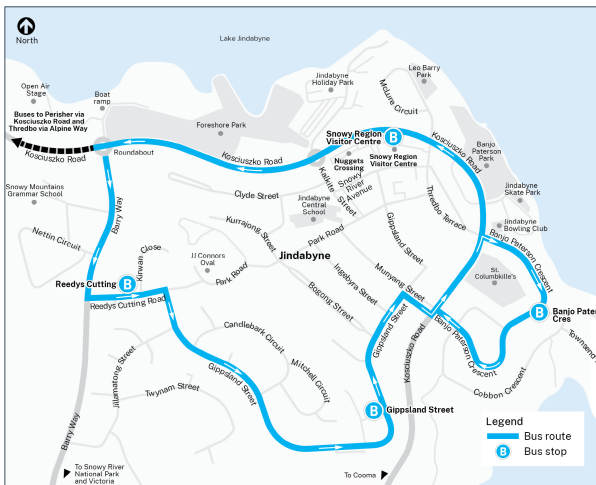 North
Lake Jindabyne
Open Air
Stage
Boat
ramp
Jindabyne
Holiday Park
Leo Barry
Park
McLure Circuit
Buses to Perisher via
Kosciuszko Road and
Thredbo via Alpine Way
Kosciuszko Road
Roundabout
Foreshore Park
Kosciuszko Road
Snowy Region
Visitor Centre
B
Nuggets
Crossing
Snowy Region
Visitor Centre
Kosciuszko Road
Banjo
Paterson
Park
Snowy Mountains
Grammar School
Barry Way
Clyde Street
Kalkite Street
Snowy
River
Avenue
Jindabyne
Central
School
Thredbo Terrace
Jindabyne
Skate Park
Jindabyne
Bowling Club
Nettin Circuit
Kirwan Close
Kurrajong Street
JJ Connors
Oval
Park Road
Park Road
Jindabyne
Gippsland Street
Banjo Paterson Crescent
St.
Columbkille's
Reedys Cutting
B
Reedys Cutting Road
Ingebyra Street
Munyang Street
Bogong Street
B
Banjo Pater
Cres
Townsend
Candlebark Circuit
Gippsland Street
Kosciuszko Road
Banjo Paterson
Crescent
Cobbon Crescent
Jillamatong Street
Twynam Street
Gippsland Street
Mitchell Circuit
B
Gippsland Street
Barry Way
Legend
Bus route
B
Bus stop
To Snowy River
National Park
and Victoria
To Cooma